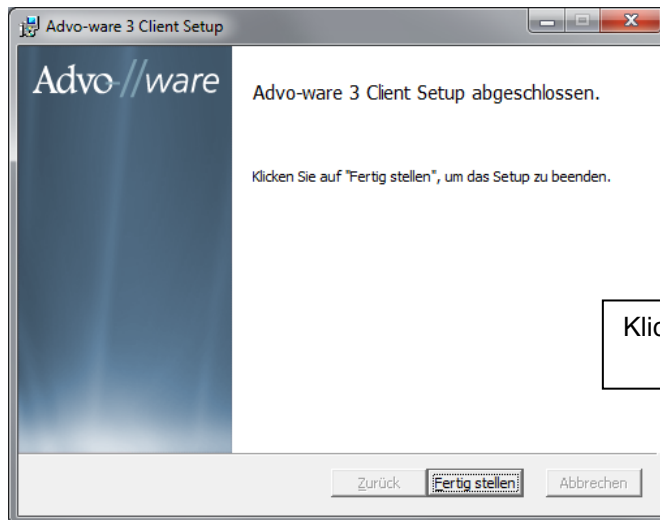 Advo-ware 3 Client Setup
Advo-//ware
Advo-ware 3 Client Setup abgeschlossen.
Klicken Sie auf "Fertig stellen", um das Setup zu beenden.
Zurück Fertig stellen Abbrechen